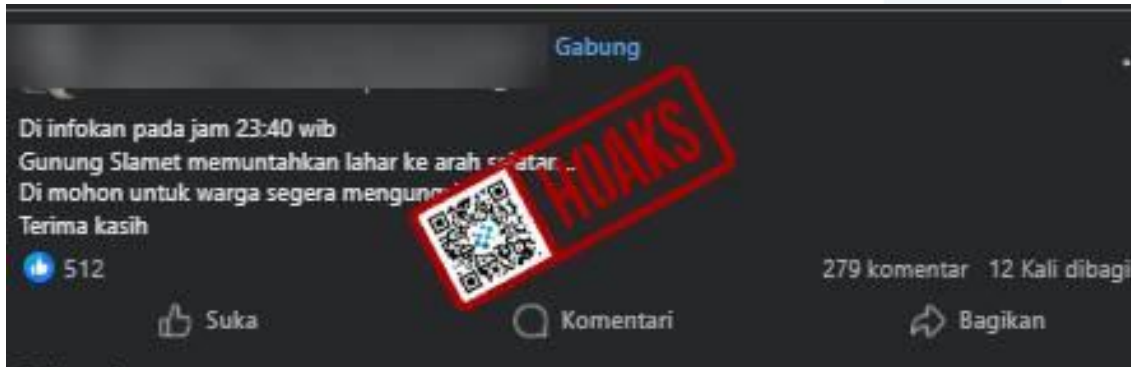 Gabung
Di infokan pada jam 23:40 wib
Gunung Slamet memuntahkan lahar ke arah
Di mohon untuk warga segera
Terima kasih
HOAKS
512
279 komentar 12 Kali dibagi
Suka Komentari Bagikan